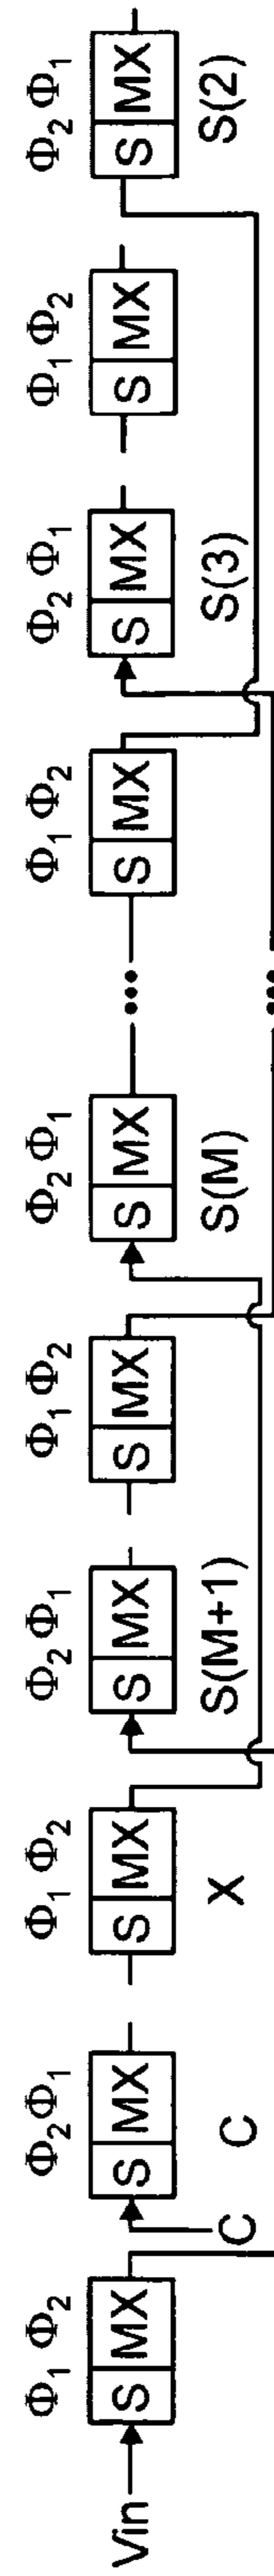 Φ₁ Φ₂ Φ₂ Φ₁ Φ₁ Φ₂ Φ₂ Φ₁ Φ₁ Φ₂ Φ₂ Φ₁ Φ₁ Φ₂ Φ₂ Φ₁ Φ₁ Φ₂ Φ₂ Φ₁
Vin S MX S MX S MX S MX S MX S MX ••• S MX S MX S MX S MX
C C X S(M+1) S(M) S(3) S(2)
•••